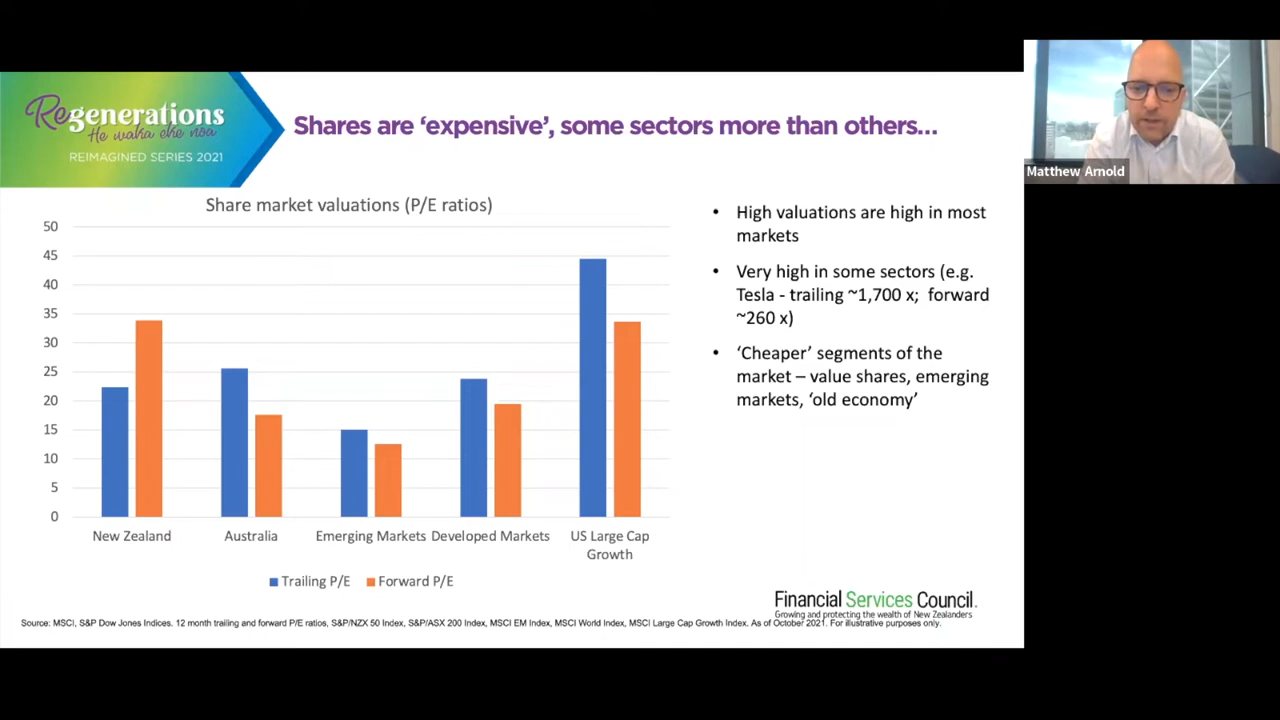 Regenerations
He waka eke noa
REIMAGINED SERIES 2021
Shares are ‘expensive’, some sectors more than others…
Matthew Arnold
Share market valuations (P/E ratios)
50
45
40
35
30
25
20
15
10
5
0
New Zealand
Australia
Emerging Markets
Developed Markets
US Large Cap
Growth
Trailing P/E
Forward P/E
• High valuations are high in most
markets
• Very high in some sectors (e.g.
Tesla - trailing ~1,700 x; forward
~260 x)
• ‘Cheaper’ segments of the
market – value shares, emerging
markets, ‘old economy’
Financial Services Council.
Growing and protecting the wealth of New Zealanders
Source: MSCI, S&P Dow Jones Indices. 12 month trailing and forward P/E ratios, S&P/NZX 50 Index, S&P/ASX 200 Index, MSCI EM Index, MSCI World Index, MSCI Large Cap Growth Index. As of October 2021. For illustrative purposes only.